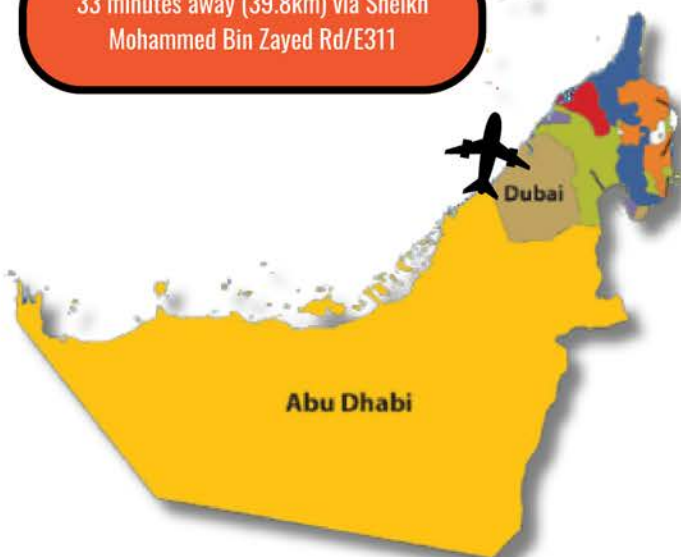 33 minutes away (39.8km) via Sheikh
Mohammed Bin Zayed Rd/E311
Dubai
Abu Dhabi